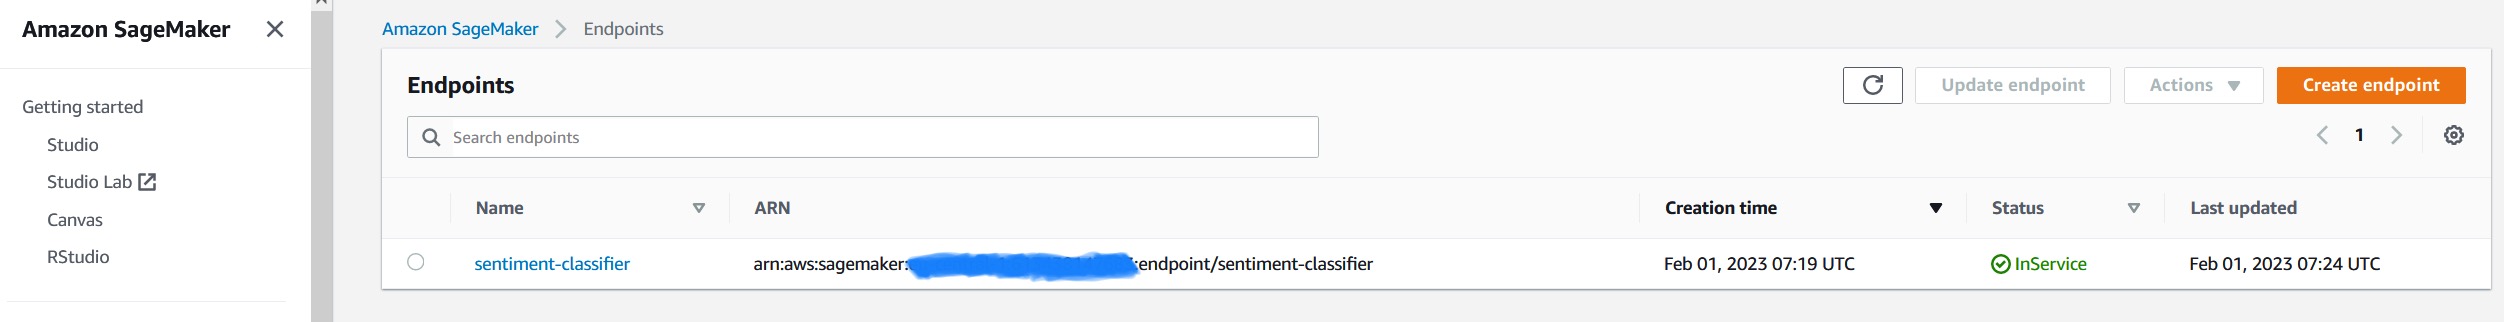 Amazon SageMaker
Getting started
Studio
Studio Lab
Canvas
RStudio
Amazon SageMaker > Endpoints
Endpoints
Update endpoint
Actions
Create endpoint
Search endpoints
1
Name ARN Creation time Status Last updated
sentiment-classifier arn:aws:sagemaker: :endpoint/sentiment-classifier Feb 01, 2023 07:19 UTC InService Feb 01, 2023 07:24 UTC